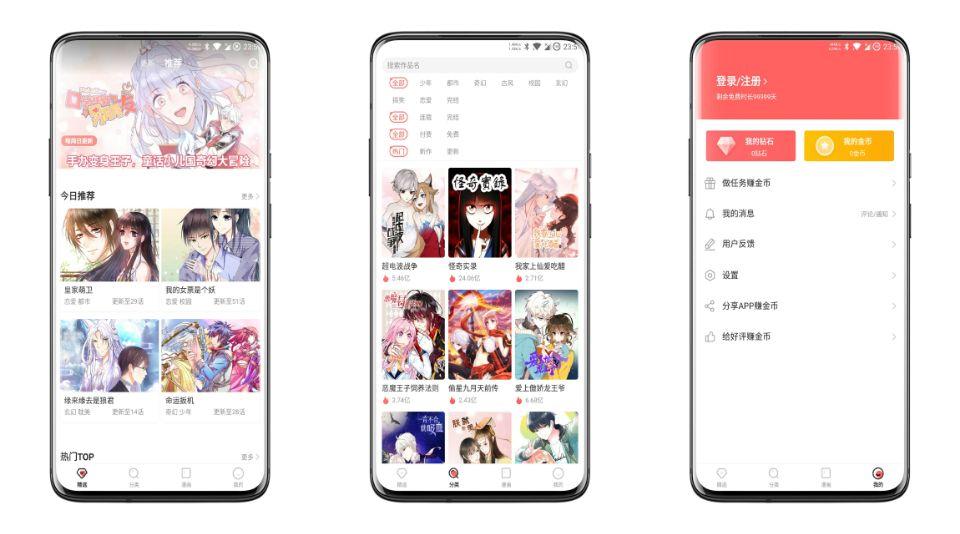 23:5
更新 推荐
每周日更新
手办变身王子，童话小儿国奇幻大冒险
今日推荐
更多 >
皇家萌卫
恋爱 都市 更新至29话
我的女票是个妖
恋爱 校园 更新至51话
缘来缘去是狼君
玄幻 耽美 更新至14话
命运扳机
奇幻 少年 更新至28话
热门TOP
更多 >
精选 分类 漫画 我的
23:5
搜索作品名
全部 少年 都市 奇幻 古风 校园 玄幻
搞笑 恋爱 完结
全部 连载 完结
全部 付费 免费
热门 新作 更新
怪奇實錄
超电波战争
5.46亿
怪奇实录
24.06亿
我家上仙爱吃醋
2.71亿
恶魔王子饲养法则
3.74亿
偷星九月天前传
2.43亿
爱上傲娇龙王爷
6.68亿
精选 分类 漫画 我的
23:5
登录/注册 >
剩余免费时长99999天
我的钻石
0钻石
我的金币
0金币
做任务赚金币
我的消息
评论/通知
用户反馈
设置
分享APP赚金币
给好评赚金币
精选 分类 漫画 我的